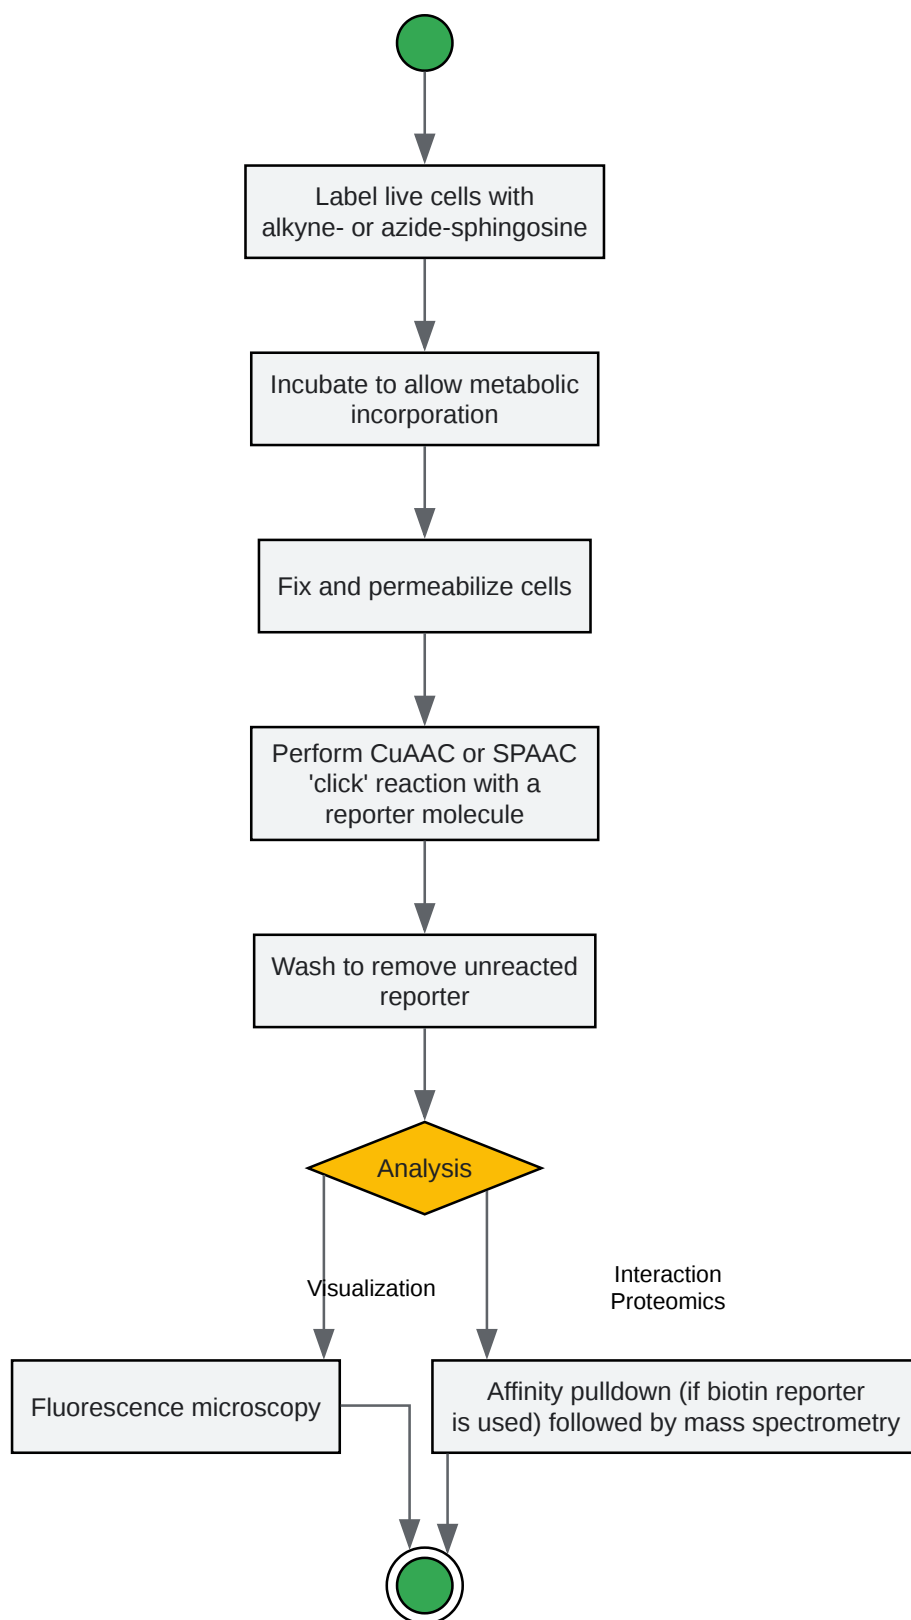 Label live cells with
alkyne- or azide-sphingosine
Incubate to allow metabolic
incorporation
Fix and permeabilize cells
Perform CuAAC or SPAAC
'click' reaction with a
reporter molecule
Wash to remove unreacted
reporter
Analysis
Visualization
Interaction
Proteomics
Fluorescence microscopy
Affinity pulldown (if biotin reporter
is used) followed by mass spectrometry